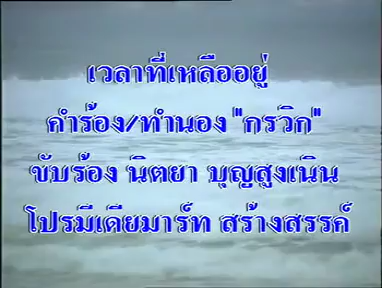 เวลาที่เหลืออยู่
คำร้อง/ทำนอง "กรวิก"
ขับร้อง นิตยา บุญสูงเนิน
โปรมีเดียมาร์ท สร้างสรรค์